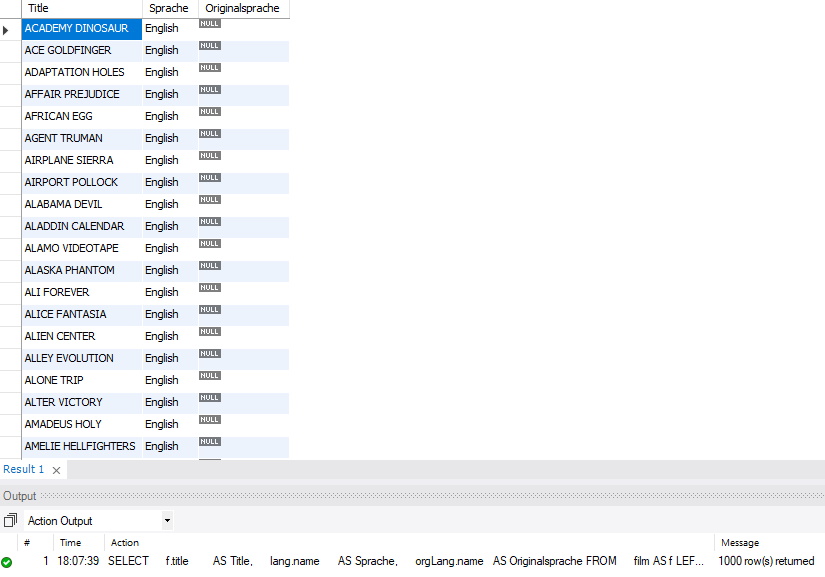 Title Sprache Originalsprache
ACADEMY DINOSAUR English NULL
ACE GOLDFINGER English NULL
ADAPTATION HOLES English NULL
AFFAIR PREJUDICE English NULL
AFRICAN EGG English NULL
AGENT TRUMAN English NULL
AIRPLANE SIERRA English NULL
AIRPORT POLLOCK English NULL
ALABAMA DEVIL English NULL
ALADDIN CALENDAR English NULL
ALAMO VIDEOTAPE English NULL
ALASKA PHANTOM English NULL
ALI FOREVER English NULL
ALICE FANTASIA English NULL
ALIEN CENTER English NULL
ALLEY EVOLUTION English NULL
ALONE TRIP English NULL
ALTER VICTORY English NULL
AMADEUS HOLY English NULL
AMELIE HELLFIGHTERS English NULL
Result 1
Output
Action Output
# Time Action Message
1 18:07:39 SELECT f.title AS Title, lang.name AS Sprache, orgLang.name AS Originalsprache FROM film AS f LEF... 1000 row(s) returned